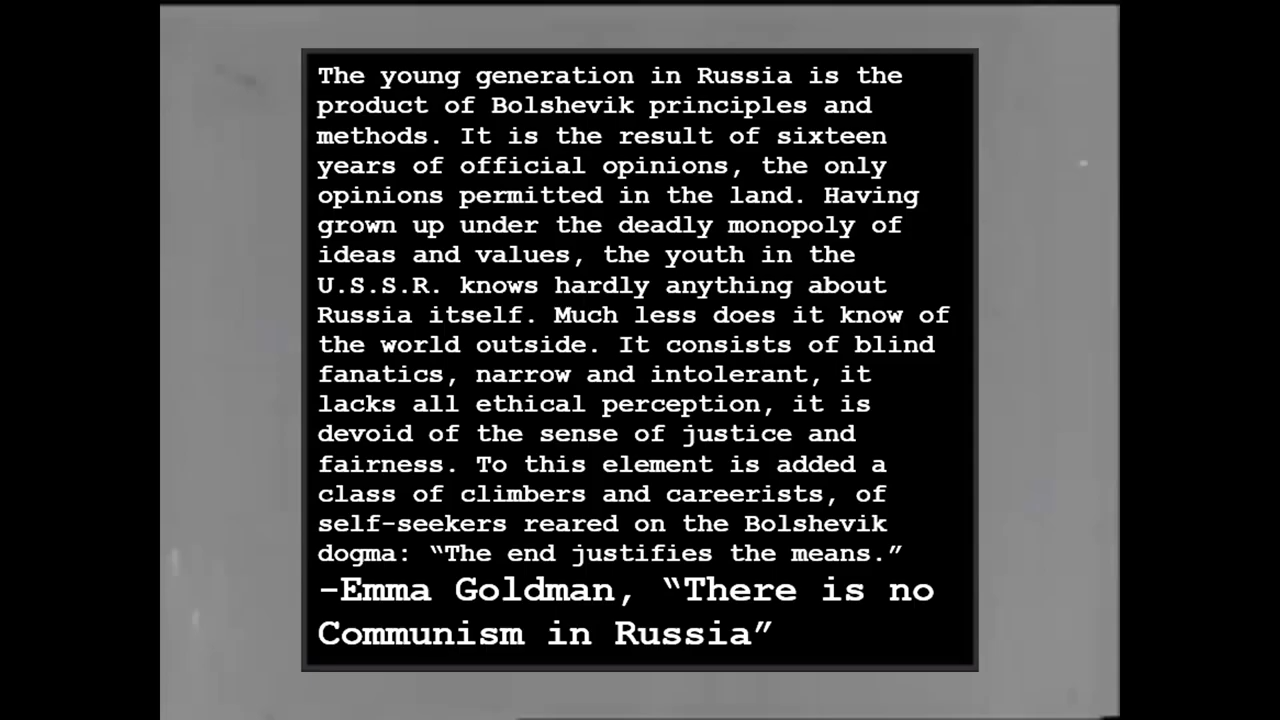 The young generation in Russia is the
product of Bolshevik principles and
methods. It is the result of sixteen
years of official opinions, the only
opinions permitted in the land. Having
grown up under the deadly monopoly of
ideas and values, the youth in the
U.S.S.R. knows hardly anything about
Russia itself. Much less does it know of
the world outside. It consists of blind
fanatics, narrow and intolerant, it
lacks all ethical perception, it is
devoid of the sense of justice and
fairness. To this element is added a
class of climbers and careerists, of
self-seekers reared on the Bolshevik
dogma: “The end justifies the means.”
-Emma Goldman, “There is no
Communism in Russia”